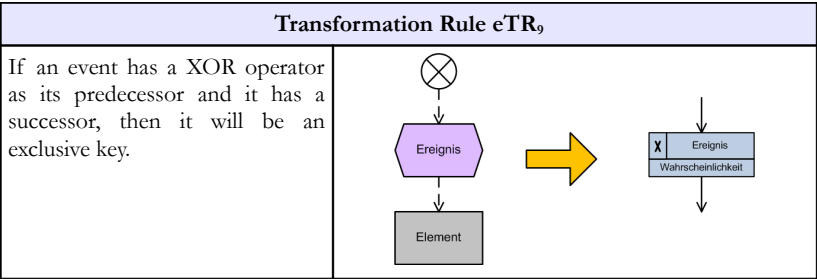 Transformation Rule eTR₉
If an event has a XOR operator
as its predecessor and it has a
successor, then it will be an
exclusive key.
Ereignis
Element
X Ereignis
Wahrscheinlichkeit